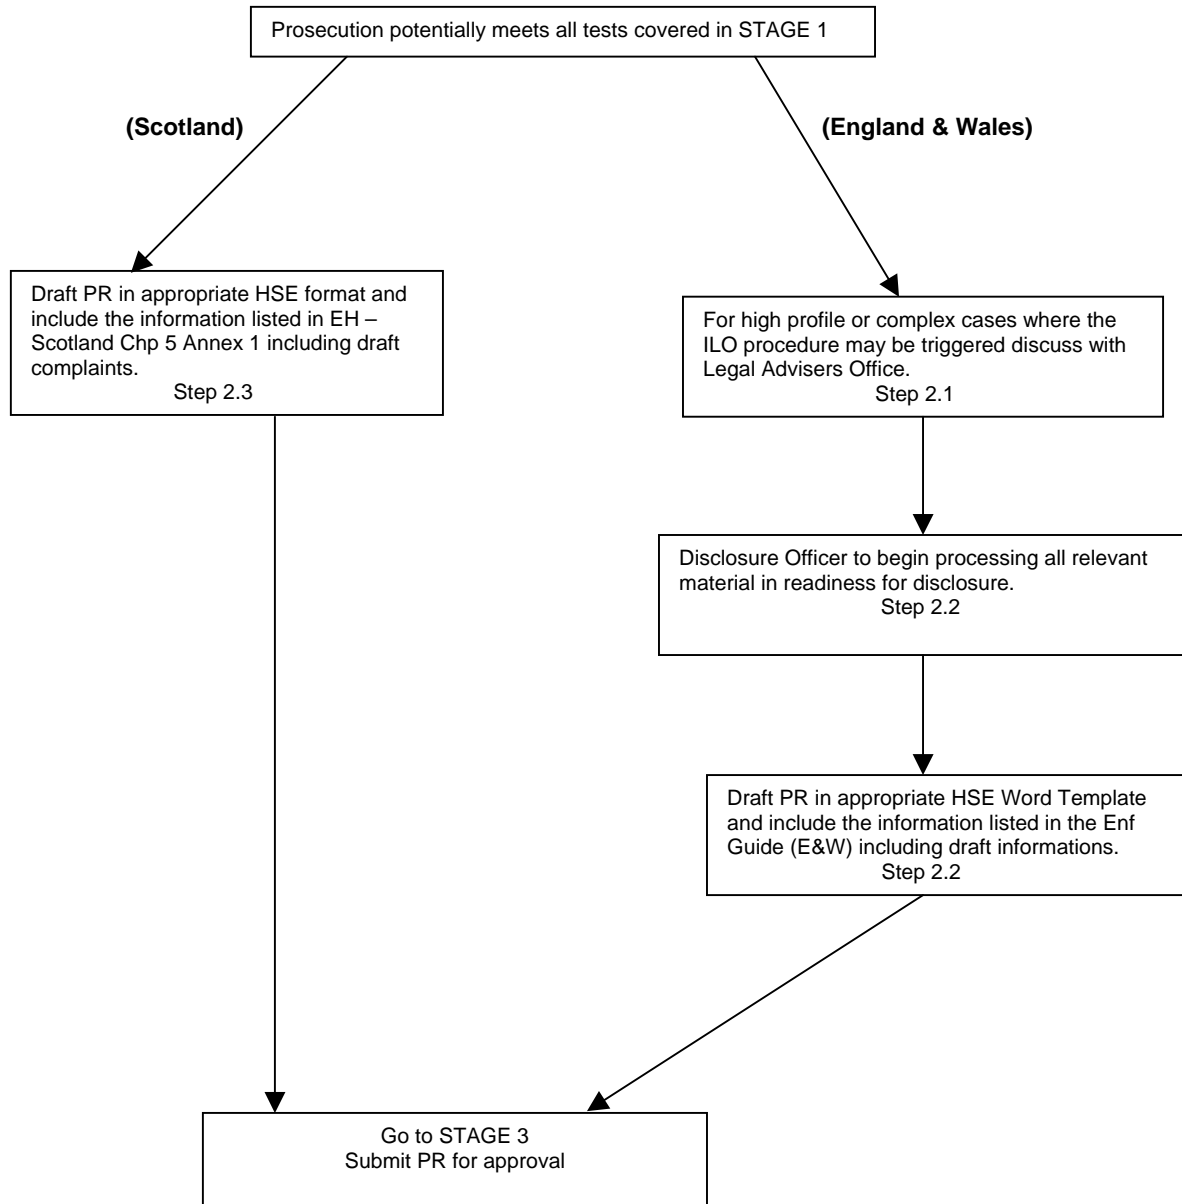 Prosecution potentially meets all tests covered in STAGE 1
(Scotland)
(England & Wales)
Draft PR in appropriate HSE format and
include the information listed in EH –
Scotland Chp 5 Annex 1 including draft
complaints.
Step 2.3
For high profile or complex cases where the
ILO procedure may be triggered discuss with
Legal Advisers Office.
Step 2.1
Disclosure Officer to begin processing all relevant
material in readiness for disclosure.
Step 2.2
Draft PR in appropriate HSE Word Template
and include the information listed in the Enf
Guide (E&W) including draft informations.
Step 2.2
Go to STAGE 3
Submit PR for approval